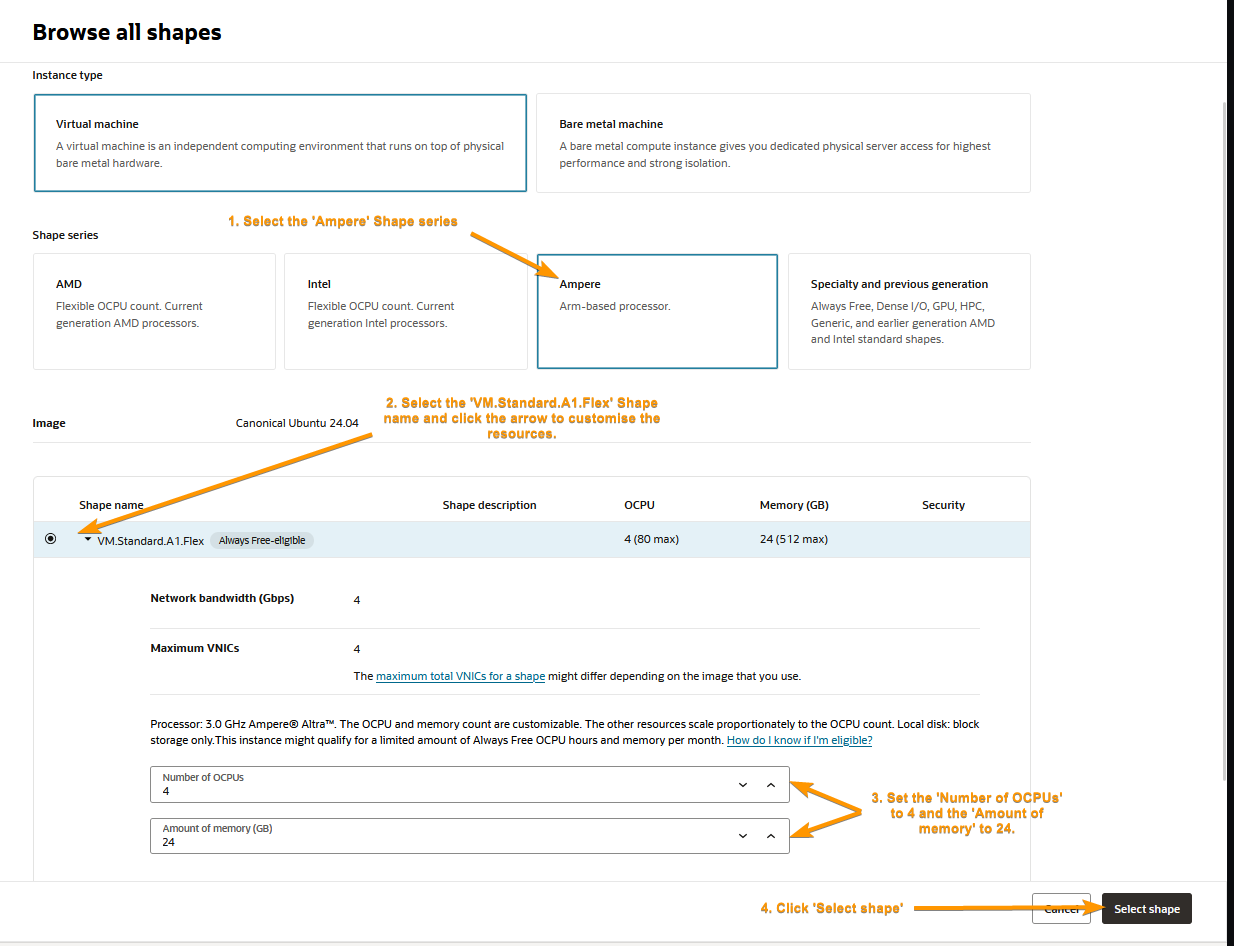 Browse all shapes
Instance type
Virtual machine
A virtual machine is an independent computing environment that runs on top of physical
bare metal hardware.
Bare metal machine
A bare metal compute instance gives you dedicated physical server access for highest
performance and strong isolation.
1. Select the 'Ampere' Shape series
Shape series
AMD
Flexible OCPU count. Current
generation AMD processors.
Intel
Flexible OCPU count. Current
generation Intel processors.
Ampere
Arm-based processor.
Specialty and previous generation
Always Free, Dense I/O, GPU, HPC,
Generic, and earlier generation AMD
and Intel standard shapes.
2. Select the 'VM.Standard.A1.Flex' Shape
name and click the arrow to customise the
resources.
Image Canonical Ubuntu 24.04
Shape name Shape description OCPU Memory (GB) Security
VM.Standard.A1.Flex Always Free-eligible 4 (80 max) 24 (512 max)
Network bandwidth (Gbps) 4
Maximum VNICs 4
The maximum total VNICs for a shape might differ depending on the image that you use.
Processor: 3.0 GHz Ampere® Altra™. The OCPU and memory count are customizable. The other resources scale proportionately to the OCPU count. Local disk: block
storage only.This instance might qualify for a limited amount of Always Free OCPU hours and memory per month. How do I know if I'm eligible?
Number of OCPUs
4
Amount of memory (GB)
24
3. Set the 'Number of OCPUs'
to 4 and the 'Amount of
memory' to 24.
4. Click 'Select shape'
Cancel
Select shape